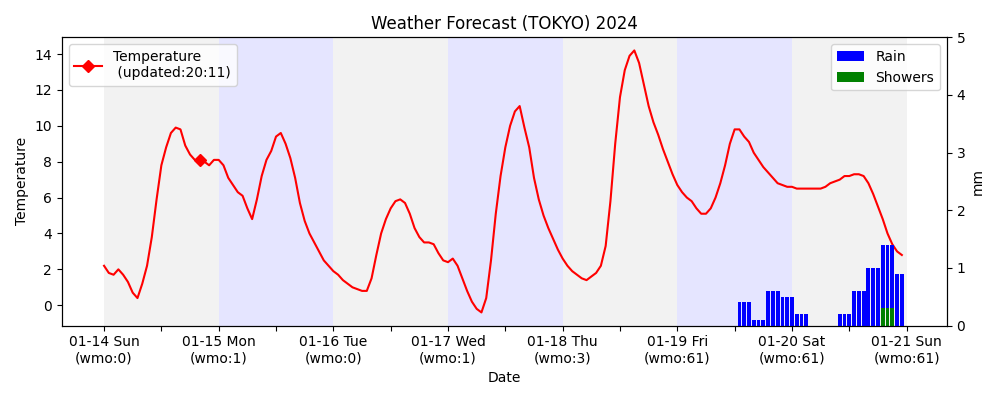 Weather Forecast (TOKYO) 2024
Temperature
(updated:20:11)
Rain
Showers
Temperature
14
12
10
8
6
4
2
0
5
4
3
2
1
0
mm
01-14 Sun
(wmo:0)
01-15 Mon
(wmo:1)
01-16 Tue
(wmo:0)
01-17 Wed
(wmo:1)
01-18 Thu
(wmo:3)
01-19 Fri
(wmo:61)
01-20 Sat
(wmo:61)
01-21 Sun
(wmo:61)
Date